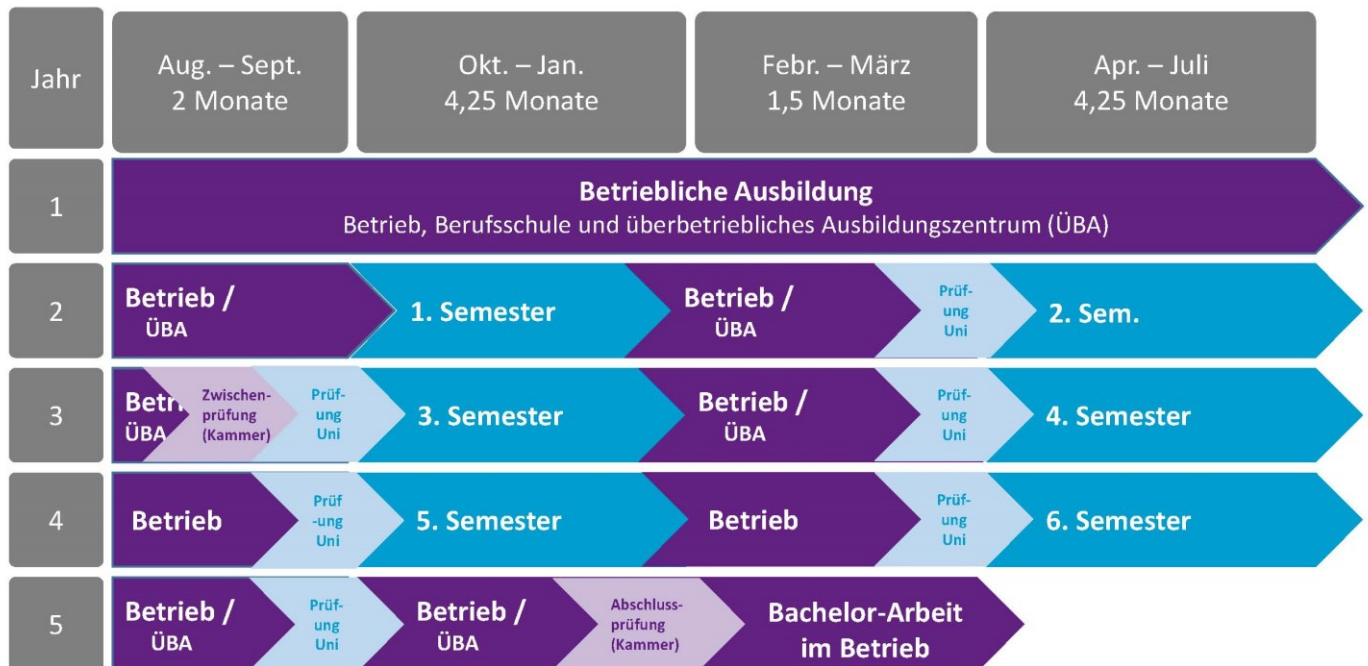 Jahr
Aug. – Sept.
2 Monate
Okt. – Jan.
4,25 Monate
Febr. – März
1,5 Monate
Apr. – Juli
4,25 Monate
1
Betriebliche Ausbildung
Betrieb, Berufsschule und überbetriebliches Ausbildungszentrum (ÜBA)
2
Betrieb /
ÜBA
1. Semester
Betrieb /
ÜBA
Prüf-
ung
Uni
2. Sem.
3
Betri
ÜBA
Zwischen-
prüfung
(Kammer)
Prüf-
ung
Uni
3. Semester
Betrieb /
ÜBA
Prüf-
ung
Uni
4. Semester
4
Betrieb
Prüf
-ung
Uni
5. Semester
Betrieb
Prüf-
ung
Uni
6. Semester
5
Betrieb /
ÜBA
Prüf-
ung
Uni
Betrieb /
ÜBA
Abschluss-
prüfung
(Kammer)
Bachelor-Arbeit
im Betrieb